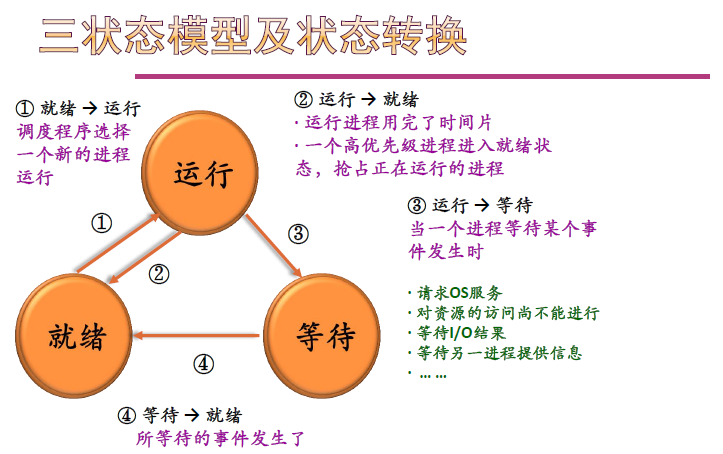 三状态模型及状态转换
① 就绪 → 运行
调度程序选择
一个新的进程
运行
② 运行 → 就绪
· 运行进程用完了时间片
· 一个高优先级进程进入就绪状
态，抢占正在运行的进程
运行
①
②
③
③ 运行 → 等待
当一个进程等待某个事
件发生时
· 请求OS服务
· 对资源的访问尚不能进行
· 等待I/O结果
· 等待另一进程提供信息
· ... ...
就绪
等待
④
④ 等待 → 就绪
所等待的事件发生了